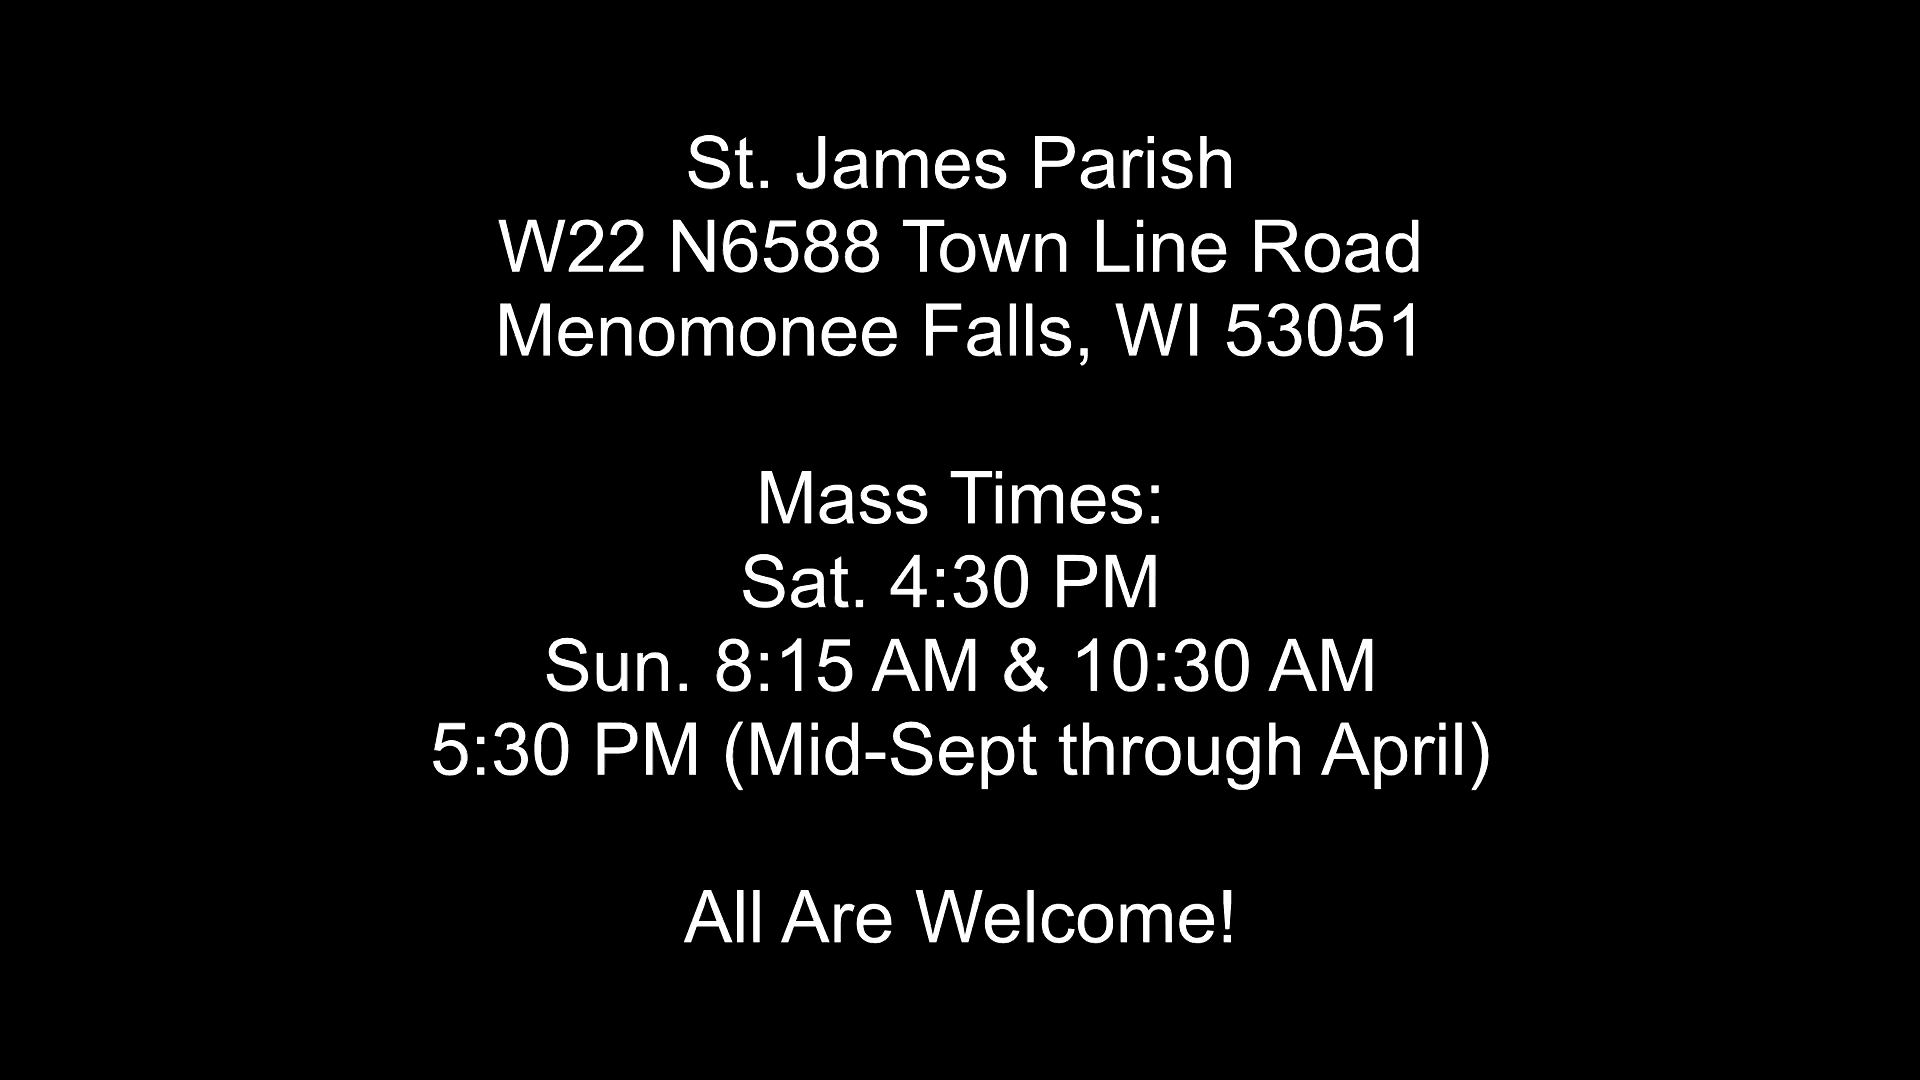 St. James Parish
W22 N6588 Town Line Road
Menomonee Falls, WI 53051
Mass Times:
Sat. 4:30 PM
Sun. 8:15 AM & 10:30 AM
5:30 PM (Mid-Sept through April)
All Are Welcome!